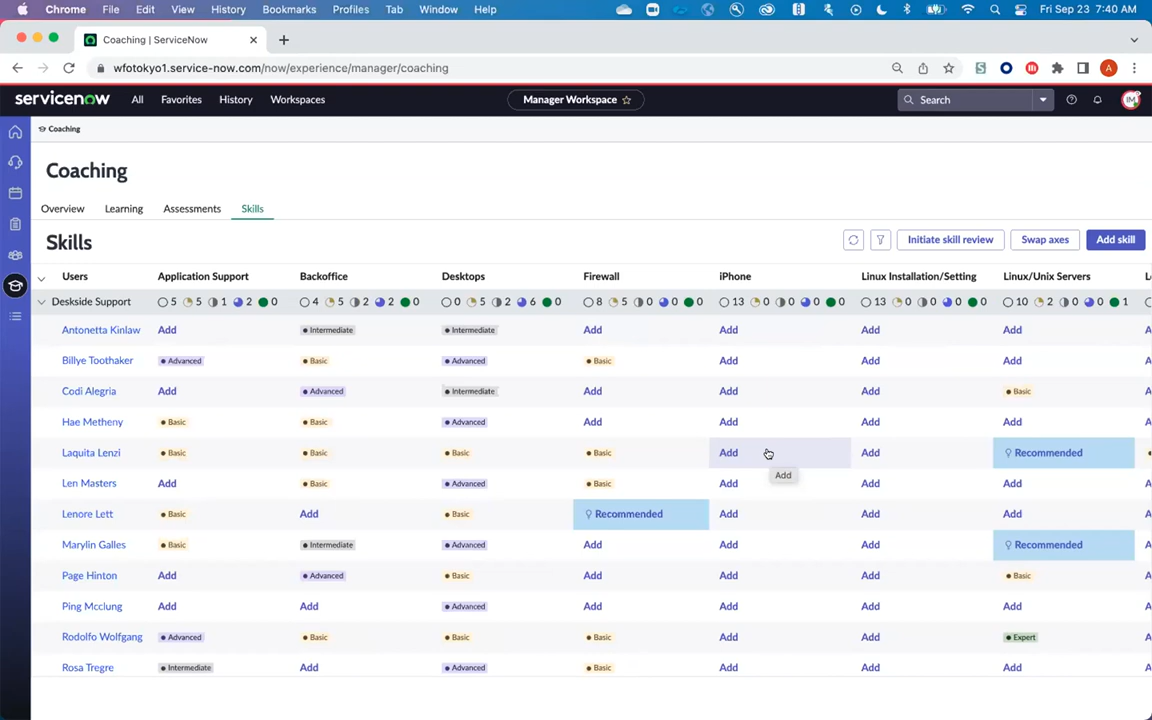 Chrome File Edit View History Bookmarks Profiles Tab Window Help Fri Sep 23 7:40 AM
Coaching | ServiceNow
wfotokyo1.service-now.com/now/experience/manager/coaching A
servicenow All Favorites History Workspaces Manager Workspace Search IM
Coaching
Coaching
Overview Learning Assessments Skills
Skills Initiate skill review Swap axes Add skill
Users Application Support Backoffice Desktops Firewall iPhone Linux Installation/Setting Linux/Unix Servers
Deskside Support 5 5 1 2 0 4 5 2 2 0 0 5 2 6 0 8 5 0 0 0 13 0 0 0 0 13 0 0 0 0 10 2 0 0 1
Antonetta Kinlaw Add Intermediate Intermediate Add Add Add Add
Billye Toothaker Advanced Basic Advanced Basic Add Add Add
Codi Alegria Add Advanced Intermediate Add Add Add Basic
Hae Metheny Basic Basic Advanced Add Add Add Add
Laquita Lenzi Basic Basic Basic Basic Add Add Recommended
Add
Len Masters Add Basic Advanced Basic Add Add Add
Lenore Lett Basic Add Basic Recommended Add Add Add
Marylin Galles Basic Intermediate Advanced Add Add Add Recommended
Page Hinton Add Advanced Basic Add Add Add Basic
Ping Mcclung Add Add Advanced Add Add Add Add
Rodolfo Wolfgang Advanced Basic Basic Basic Add Add Expert
Rosa Tregre Intermediate Add Advanced Basic Add Add Add